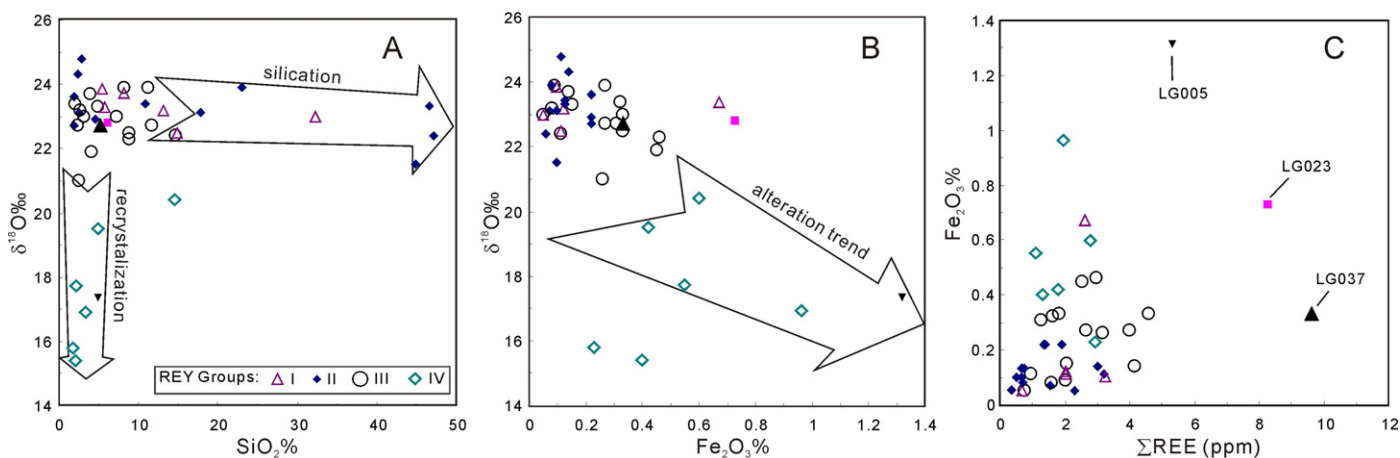 A
26
24
22
20
18
16
14
δ18O‰
silication
recrystalization
REY Groups: I II III IV
0 10 20 30 40 50
SiO2%
B
26
24
22
20
18
16
14
δ18O‰
alteration trend
0 0.2 0.4 0.6 0.8 1.0 1.2 1.4
Fe2O3%
C
1.4
1.2
1
0.8
0.6
0.4
0.2
0
Fe2O3%
LG005
LG023
LG037
0 2 4 6 8 10 12
ΣREE (ppm)